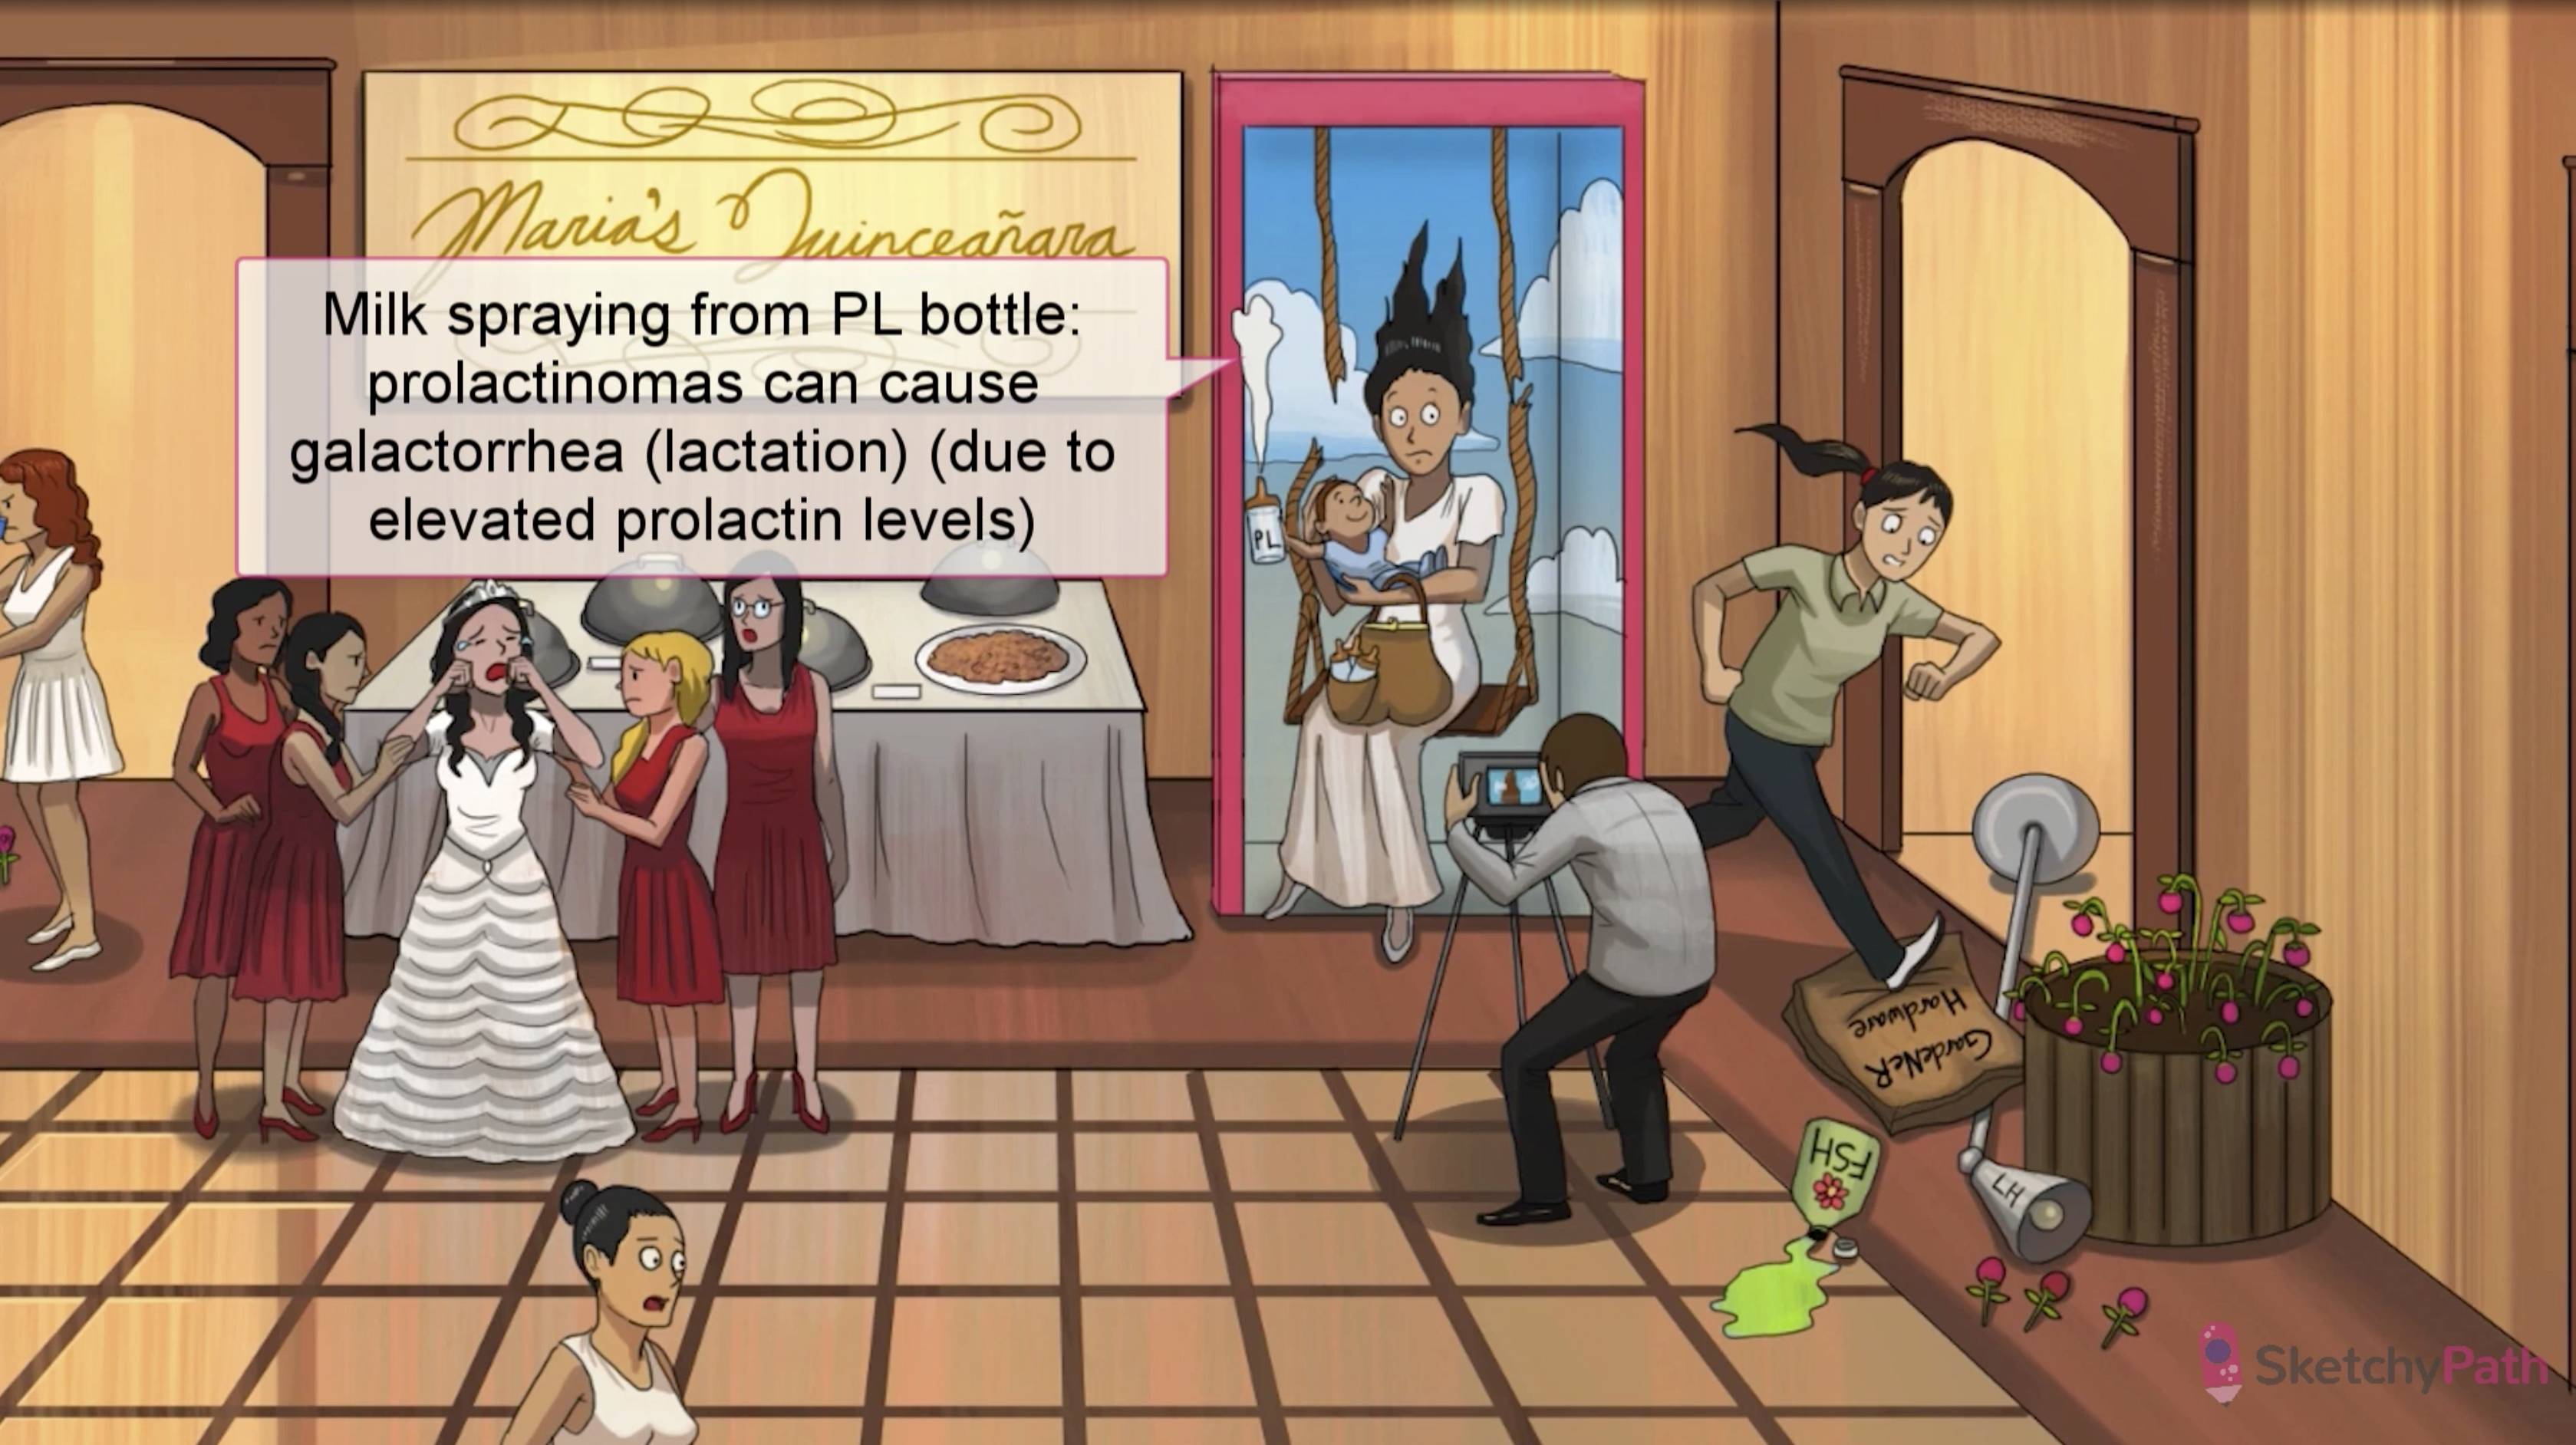 Maria's Quinceañara
Milk spraying from PL bottle:
prolactinomas can cause
galactorrhea (lactation) (due to
elevated prolactin levels)
PL
GardeNeR
Hardware
FSH
LH
SketchyPath